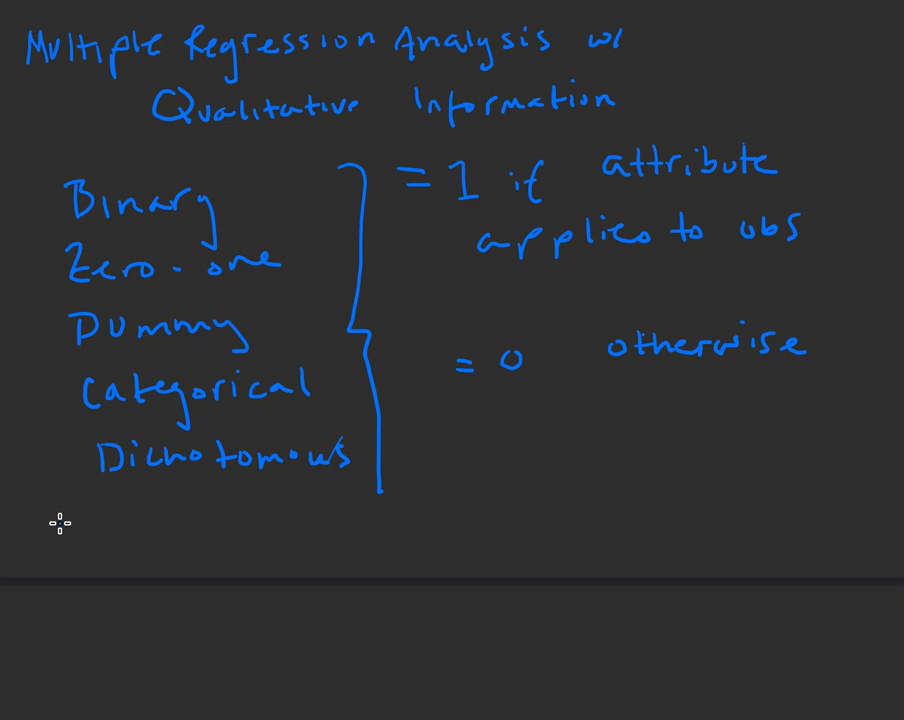 Multiple Regression Analysis w/
Qualitative Information
Binary
Zero-one
Dummy
Categorical
Dichotomous
= 1 if attribute
applies to obs
= 0 otherwise